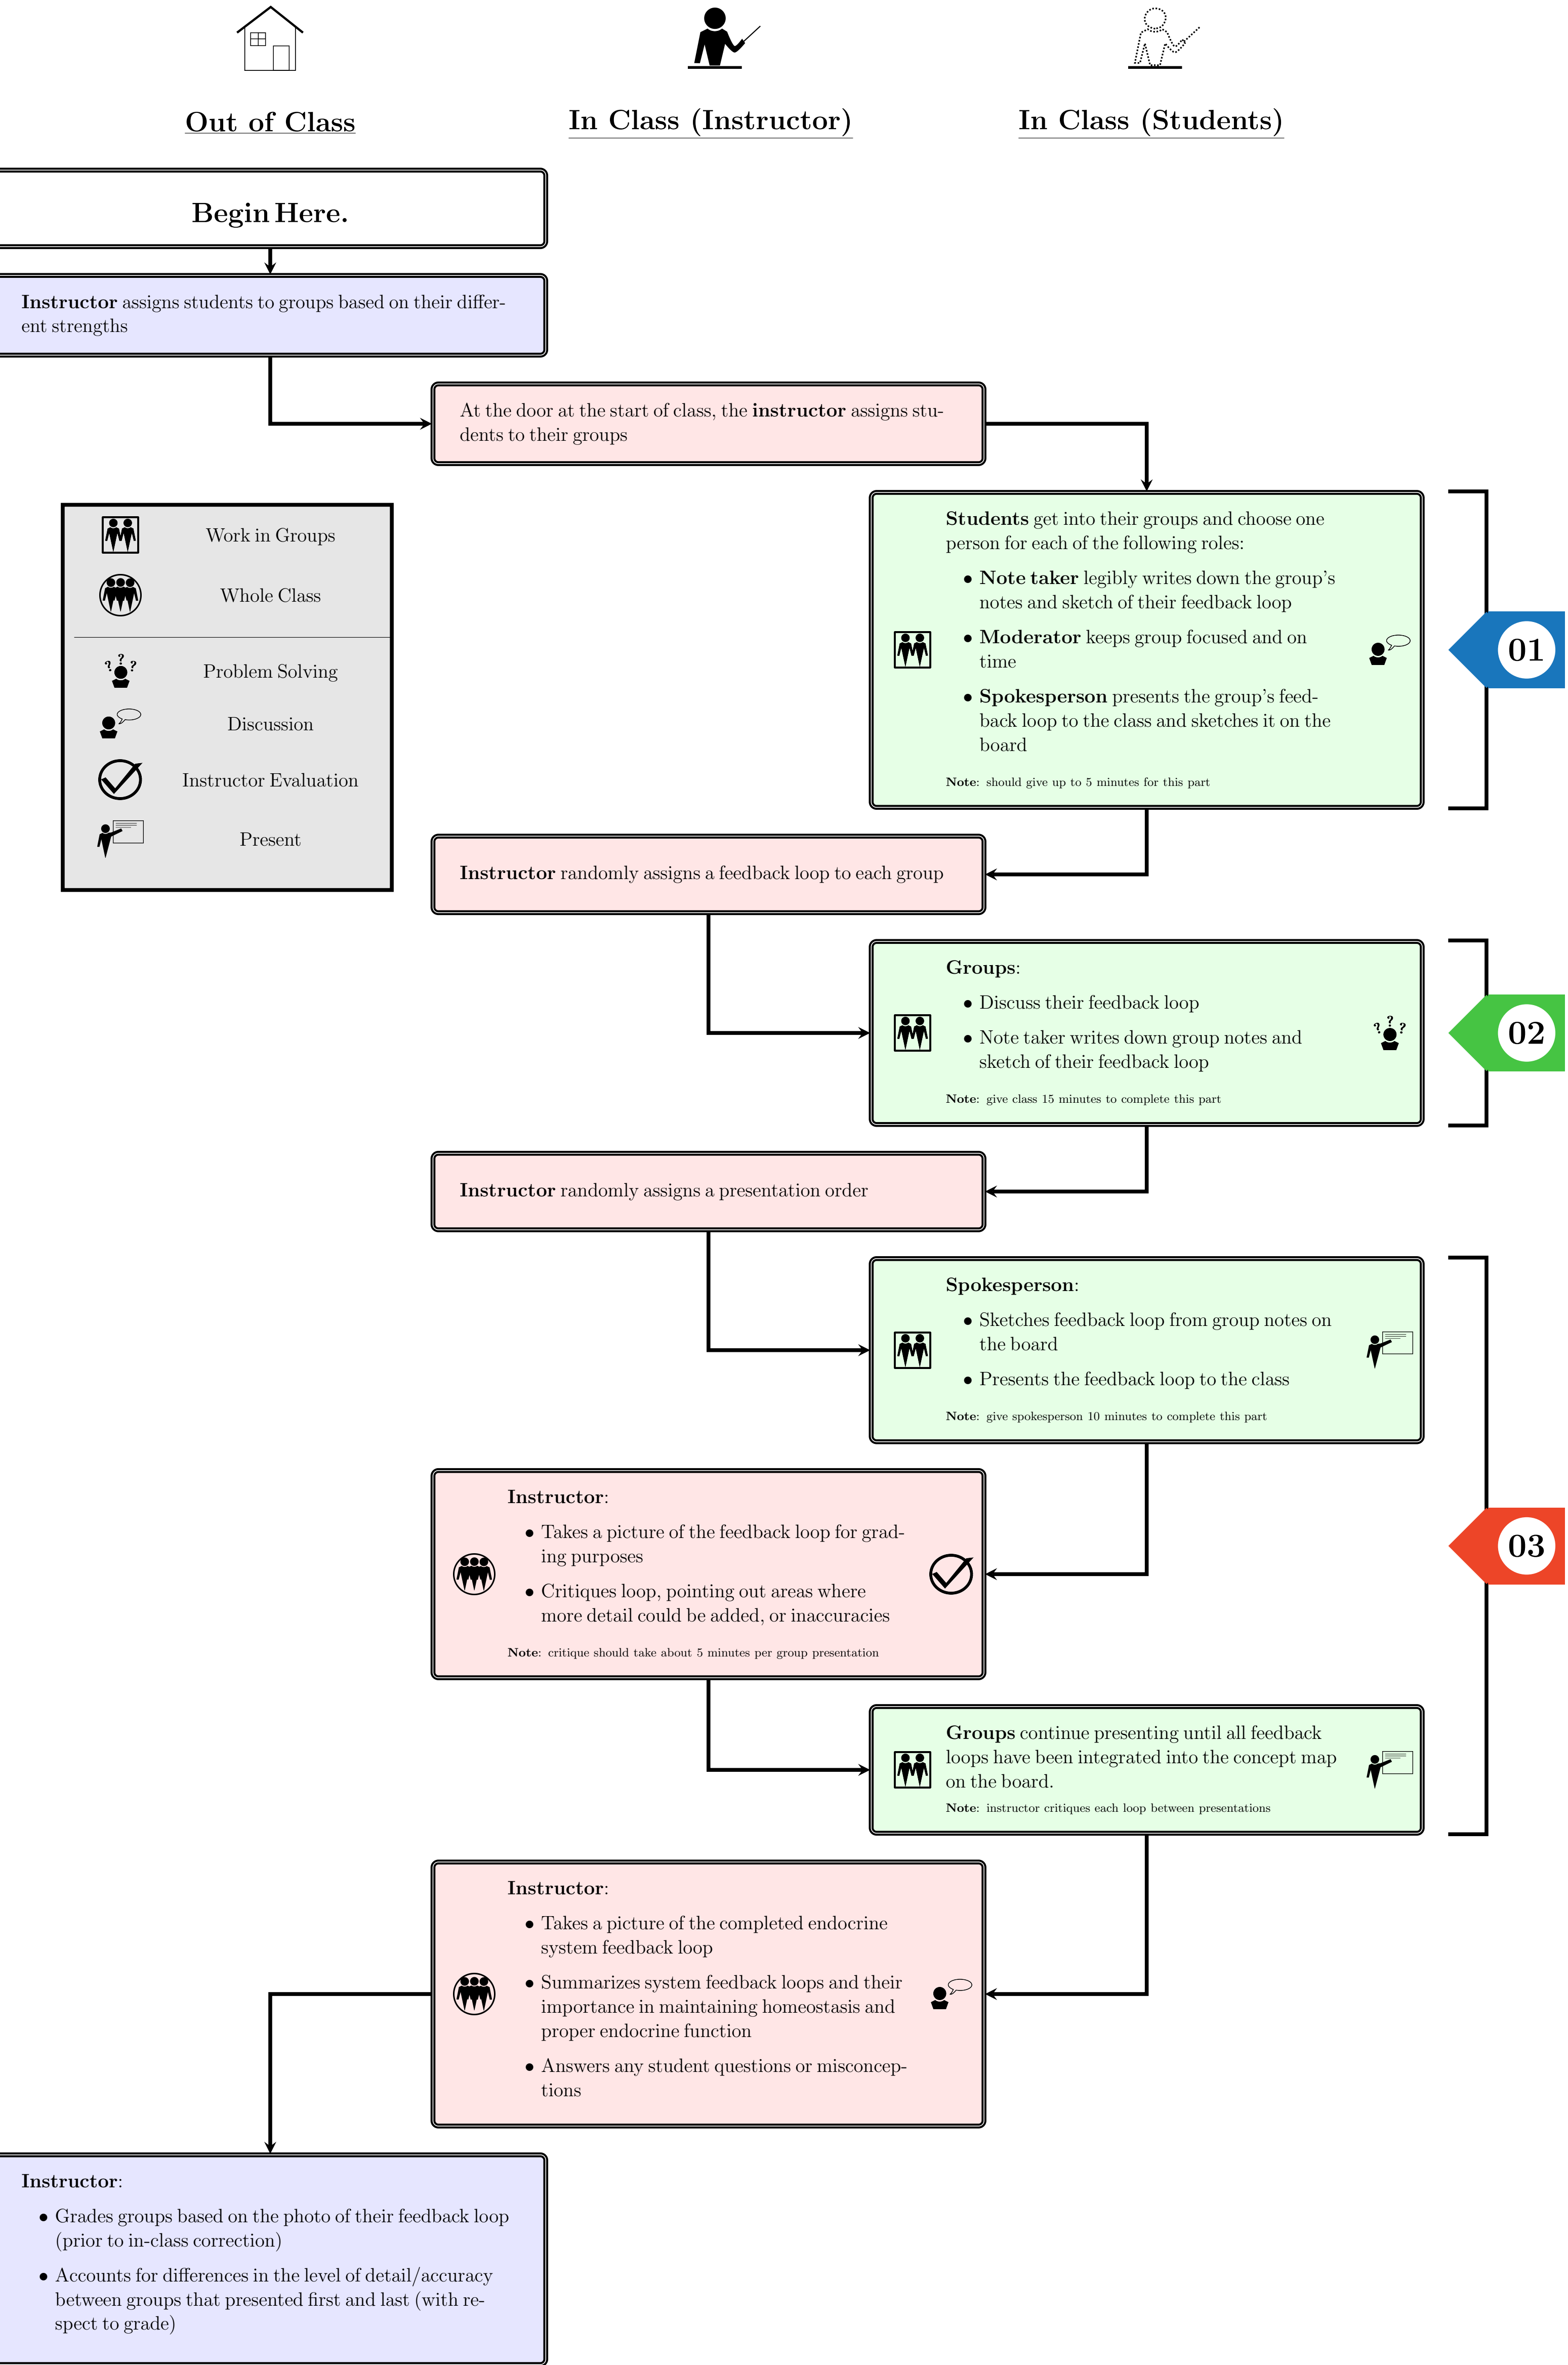 Out of Class
In Class (Instructor)
In Class (Students)
Begin Here.
Instructor assigns students to groups based on their differ-
ent strengths
At the door at the start of class, the instructor assigns stu-
dents to their groups
Work in Groups
Whole Class
Problem Solving
Discussion
Instructor Evaluation
Present
Students get into their groups and choose one
person for each of the following roles:
• Note taker legibly writes down the group's
notes and sketch of their feedback loop
• Moderator keeps group focused and on
time
• Spokesperson presents the group's feed-
back loop to the class and sketches it on the
board
Note: should give up to 5 minutes for this part
01
Instructor randomly assigns a feedback loop to each group
Groups:
• Discuss their feedback loop
• Note taker writes down group notes and
sketch of their feedback loop
Note: give class 15 minutes to complete this part
? ? ?
02
Instructor randomly assigns a presentation order
Spokesperson:
• Sketches feedback loop from group notes on
the board
• Presents the feedback loop to the class
Note: give spokesperson 10 minutes to complete this part
03
Instructor:
• Takes a picture of the feedback loop for grad-
ing purposes
• Critiques loop, pointing out areas where
more detail could be added, or inaccuracies
Note: critique should take about 5 minutes per group presentation
Groups continue presenting until all feedback
loops have been integrated into the concept map
on the board.
Note: instructor critiques each loop between presentations
Instructor:
• Takes a picture of the completed endocrine
system feedback loop
• Summarizes system feedback loops and their
importance in maintaining homeostasis and
proper endocrine function
• Answers any student questions or misconcep-
tions
Instructor:
• Grades groups based on the photo of their feedback loop
(prior to in-class correction)
• Accounts for differences in the level of detail/accuracy
between groups that presented first and last (with re-
spect to grade)